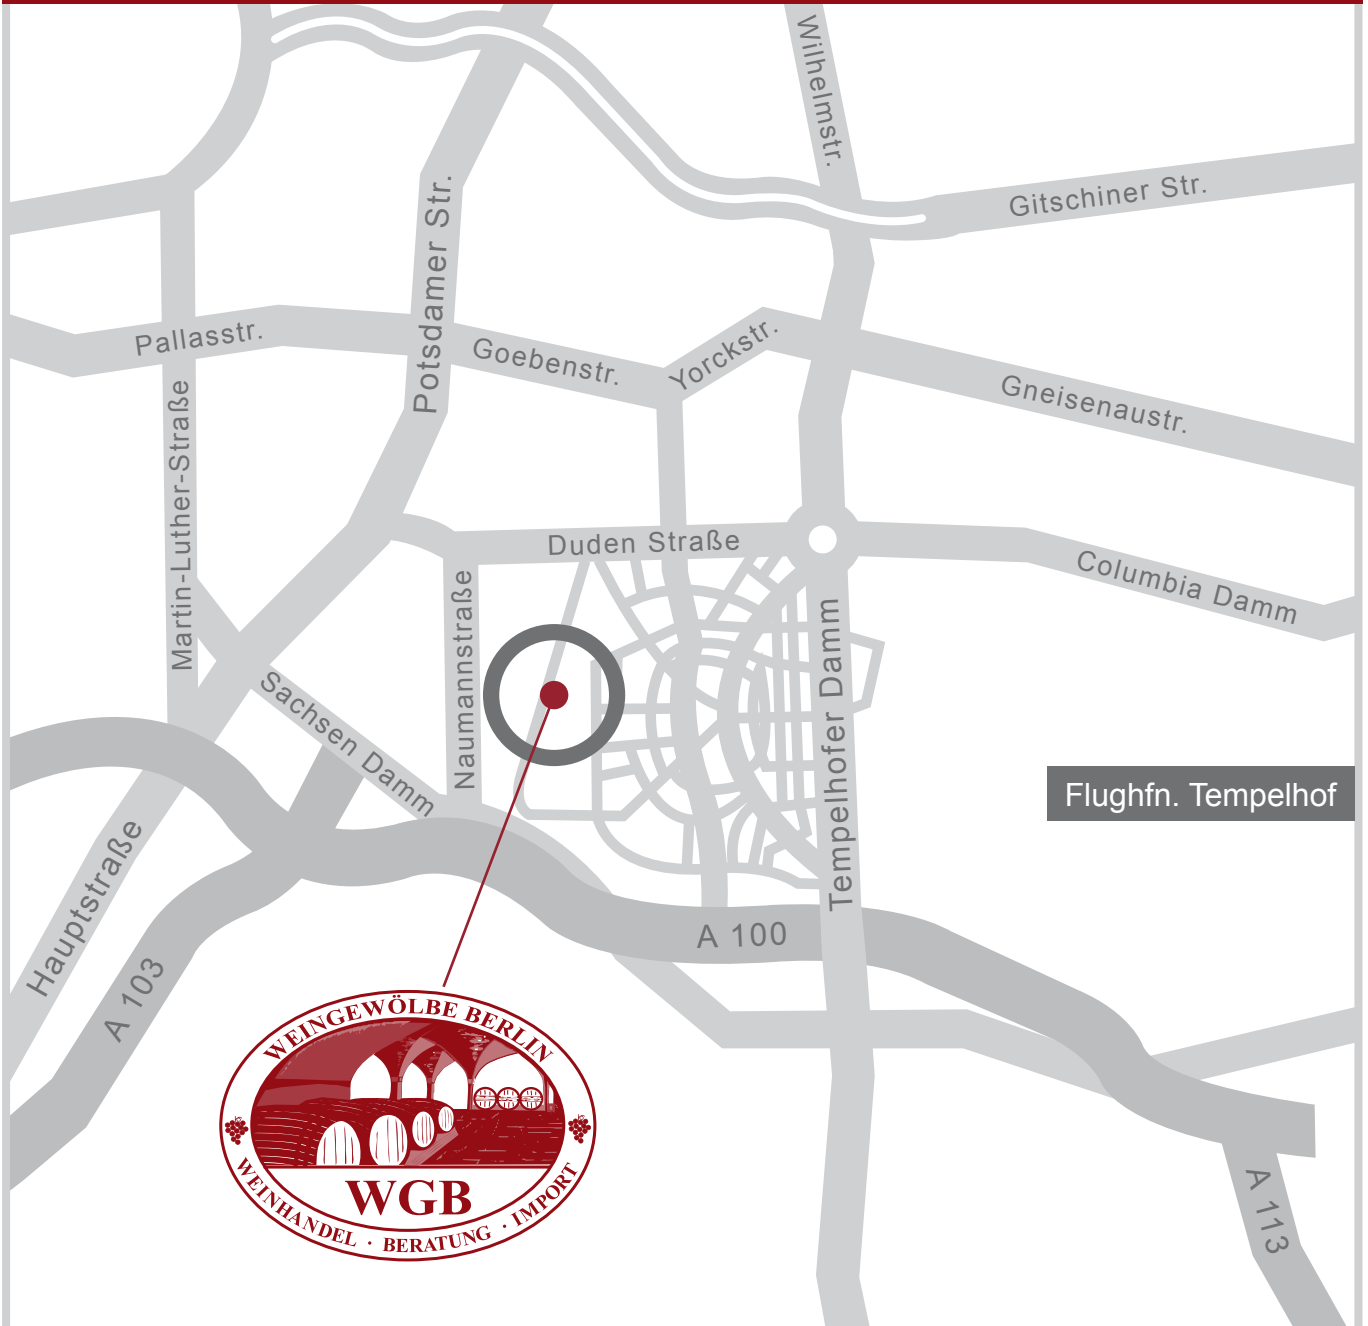 Wilhelmstr.
Gitschiner Str.
Potsdamer Str.
Pallasstr.
Goebenstr.
Yorckstr.
Gneisenaustr.
Martin-Luther-Straße
Duden Straße
Columbia Damm
Naumannstraße
Tempelhofer Damm
Sachsen Damm
Flughfn. Tempelhof
Hauptstraße
A 103
A 100
A 113
WEINGEWÖLBE BERLIN
WGB
WEINHANDEL · BERATUNG · IMPORT